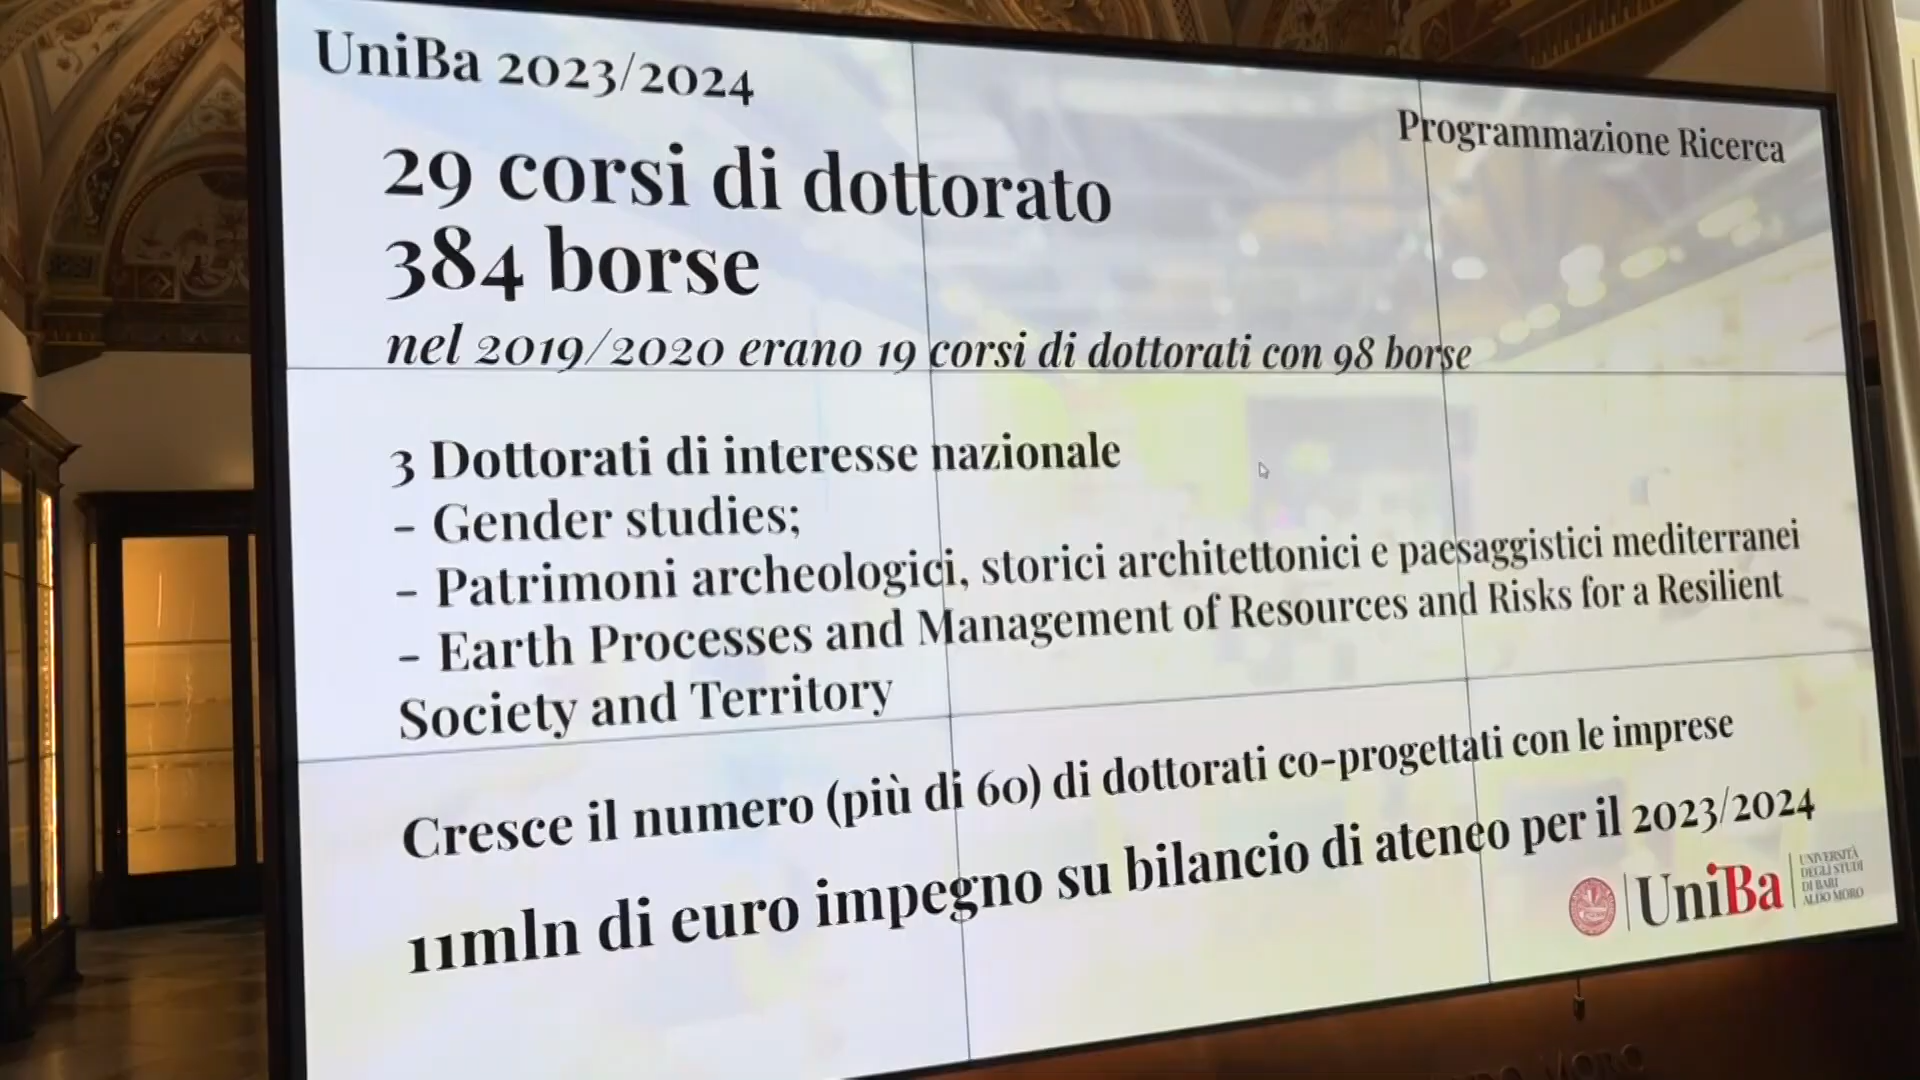 UniBa 2023/2024
Programmazione Ricerca
29 corsi di dottorato
384 borse
nel 2019/2020 erano 19 corsi di dottorati con 98 borse
3 Dottorati di interesse nazionale
- Gender studies;
- Patrimoni archeologici, storici architettonici e paesaggistici mediterranei
- Earth Processes and Management of Resources and Risks for a Resilient
Society and Territory
Cresce il numero (più di 60) di dottorati co-progettati con le imprese
11mln di euro impegno su bilancio di ateneo per il 2023/2024
UniBa
UNIVERSITÀ
DEGLI STUDI
DI BARI
ALDO MORO
MORO